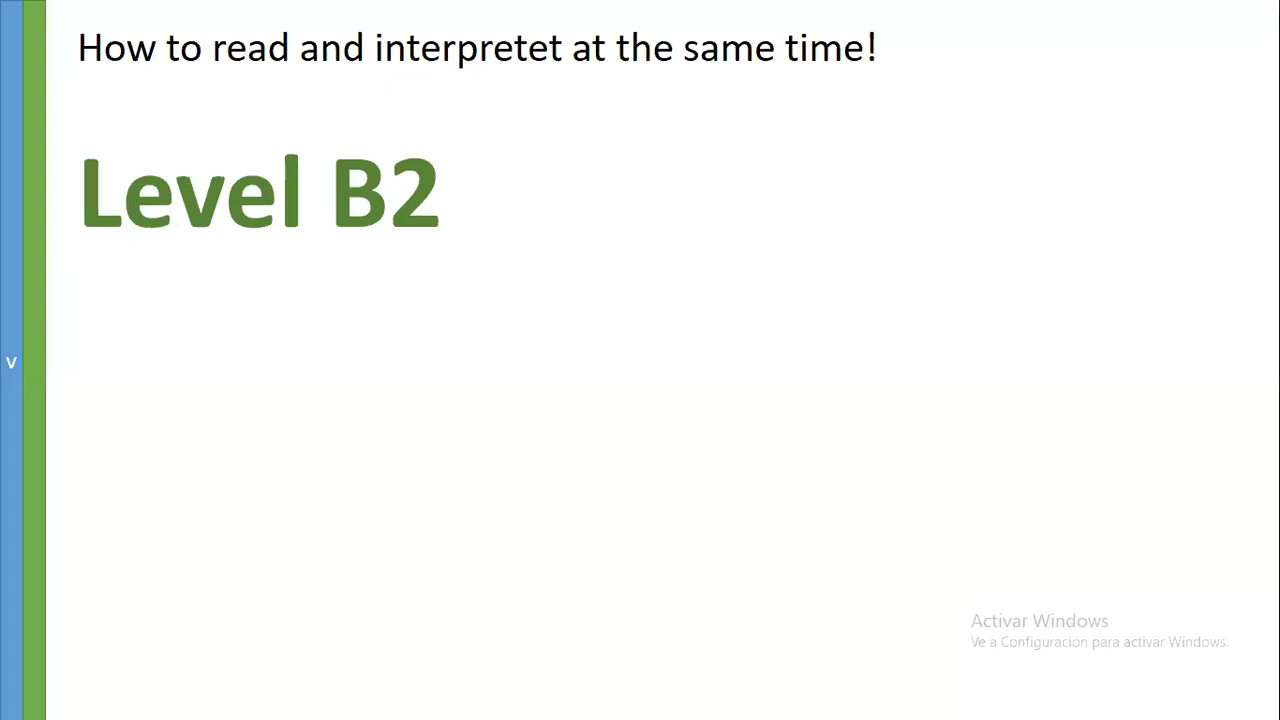 How to read and interpretet at the same time!
Level B2
V
Activar Windows
Ve a Configuración para activar Windows.